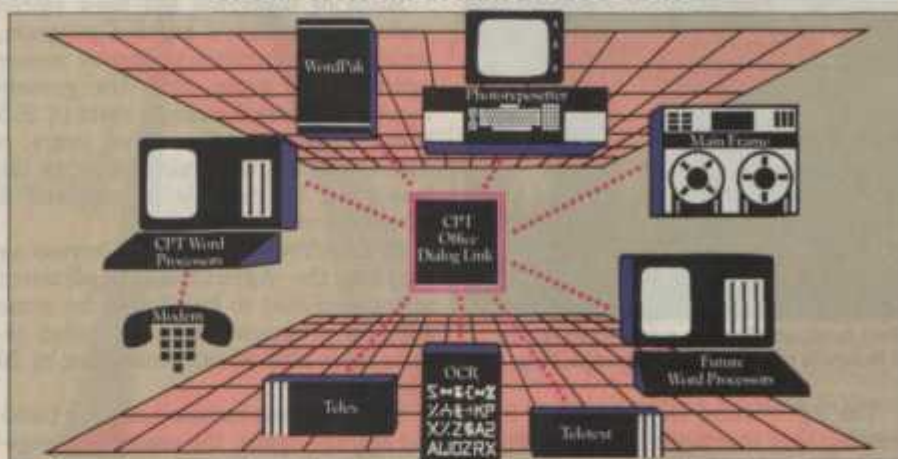 WordPak
Phototypesetter
Main Frame
CPT
Office
Dialog Link
CPT Word
Processors
Modem
OCR
Telex
Teletext
Future
Word Processors